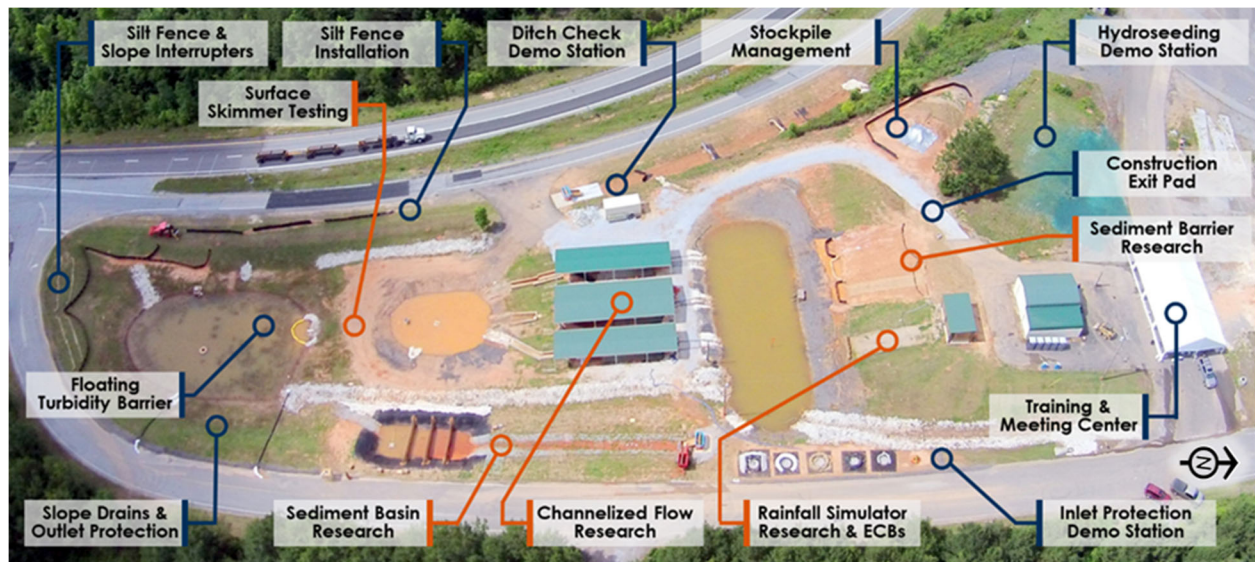 Silt Fence &
Slope Interrupters
Silt Fence
Installation
Ditch Check
Demo Station
Stockpile
Management
Hydroseeding
Demo Station
Surface
Skimmer Testing
Construction
Exit Pad
Sediment Barrier
Research
Floating
Turbidity Barrier
Training &
Meeting Center
N
Slope Drains &
Outlet Protection
Sediment Basin
Research
Channelized Flow
Research
Rainfall Simulator
Research & ECBs
Inlet Protection
Demo Station